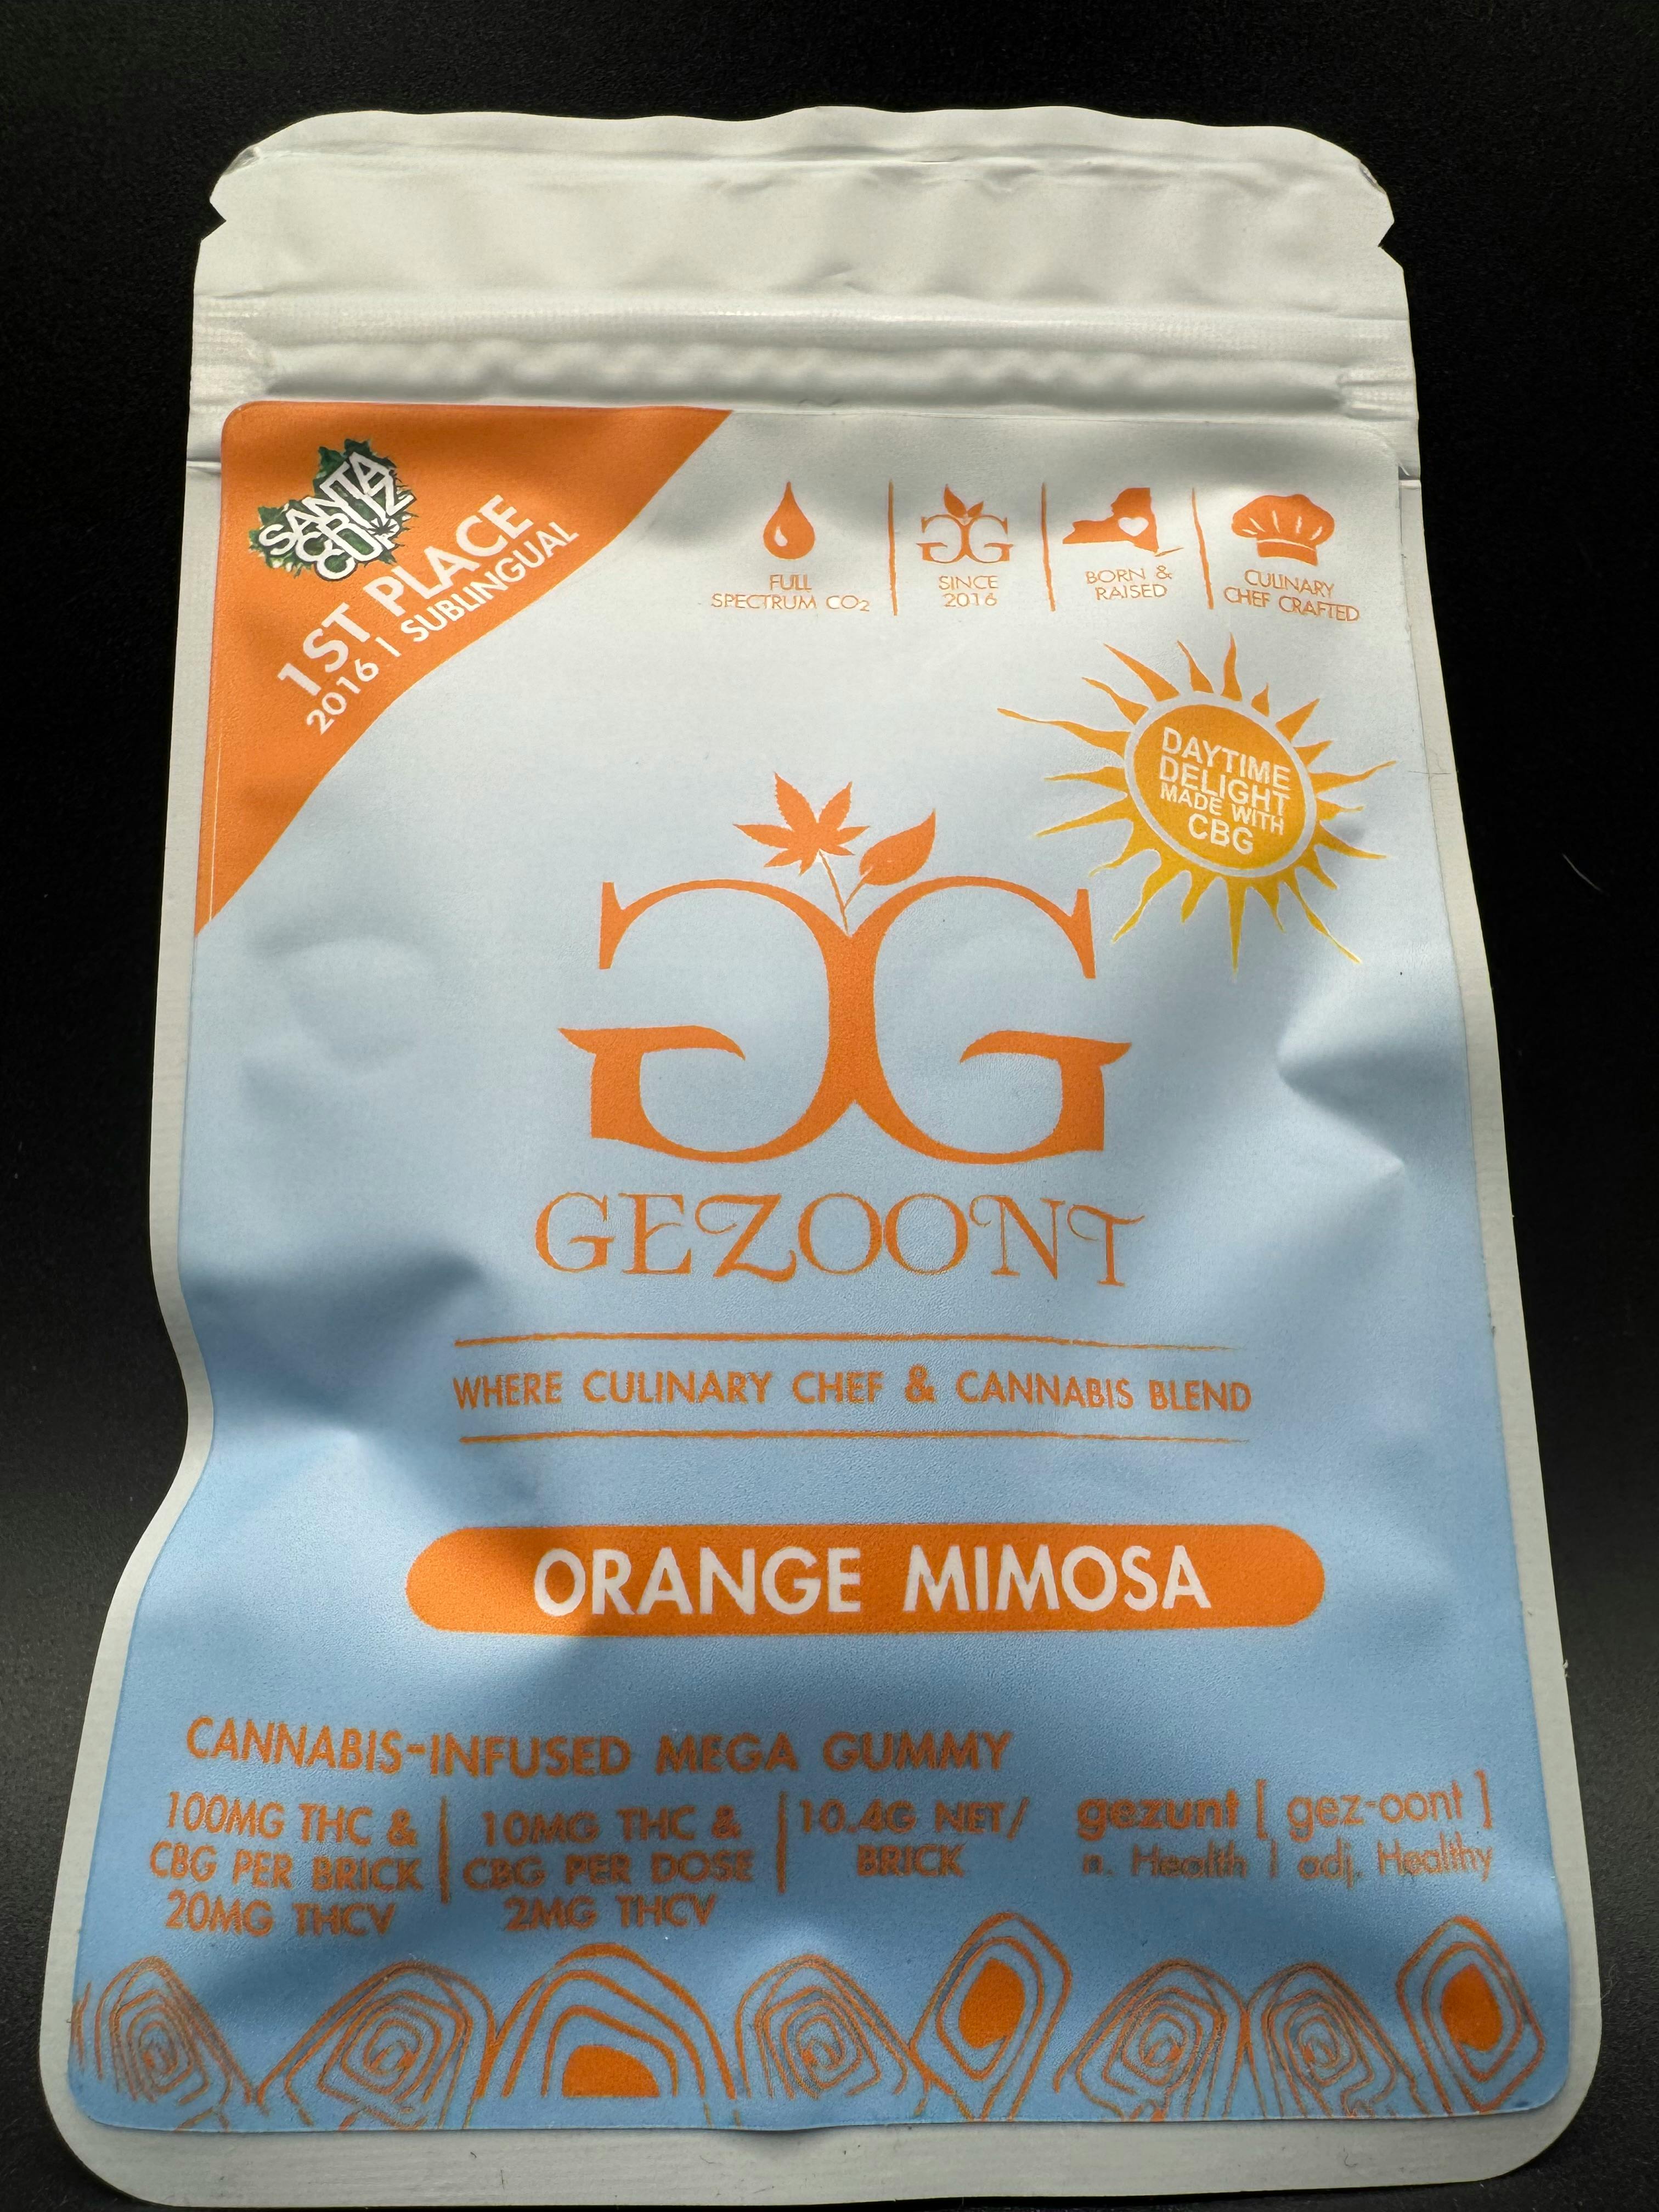 SANTA
CRUZ
CUP
1ST PLACE
2016 | SUBLINGUAL
FULL
SPECTRUM CO2
GG
SINCE
2016
BORN &
RAISED
CULINARY
CHEF CRAFTED
DAYTIME
DELIGHT
MADE WITH
CBG
GG
GEZOONT
WHERE CULINARY CHEF & CANNABIS BLEND
ORANGE MIMOSA
CANNABIS-INFUSED MEGA GUMMY
100MG THC &
CBG PER BRICK
20MG THCV
10MG THC &
CBG PER DOSE
2MG THCV
10.4G NET/
BRICK
gezunt [ gez-oont ]
n. Health | adj. Healthy